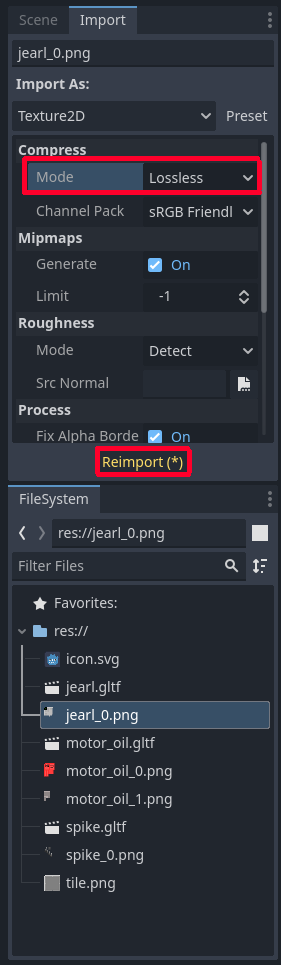 Scene Import
jearl_0.png
Import As:
Texture2D Preset
Compress
Mode Lossless
Channel Pack sRGB Friendl
Mipmaps
Generate On
Limit -1
Roughness
Mode Detect
Src Normal
Process
Fix Alpha Borde On
Reimport (*)
FileSystem
res://jearl_0.png
Filter Files
Favorites:
res://
icon.svg
jearl.gltf
jearl_0.png
motor_oil.gltf
motor_oil_0.png
motor_oil_1.png
spike.gltf
spike_0.png
tile.png